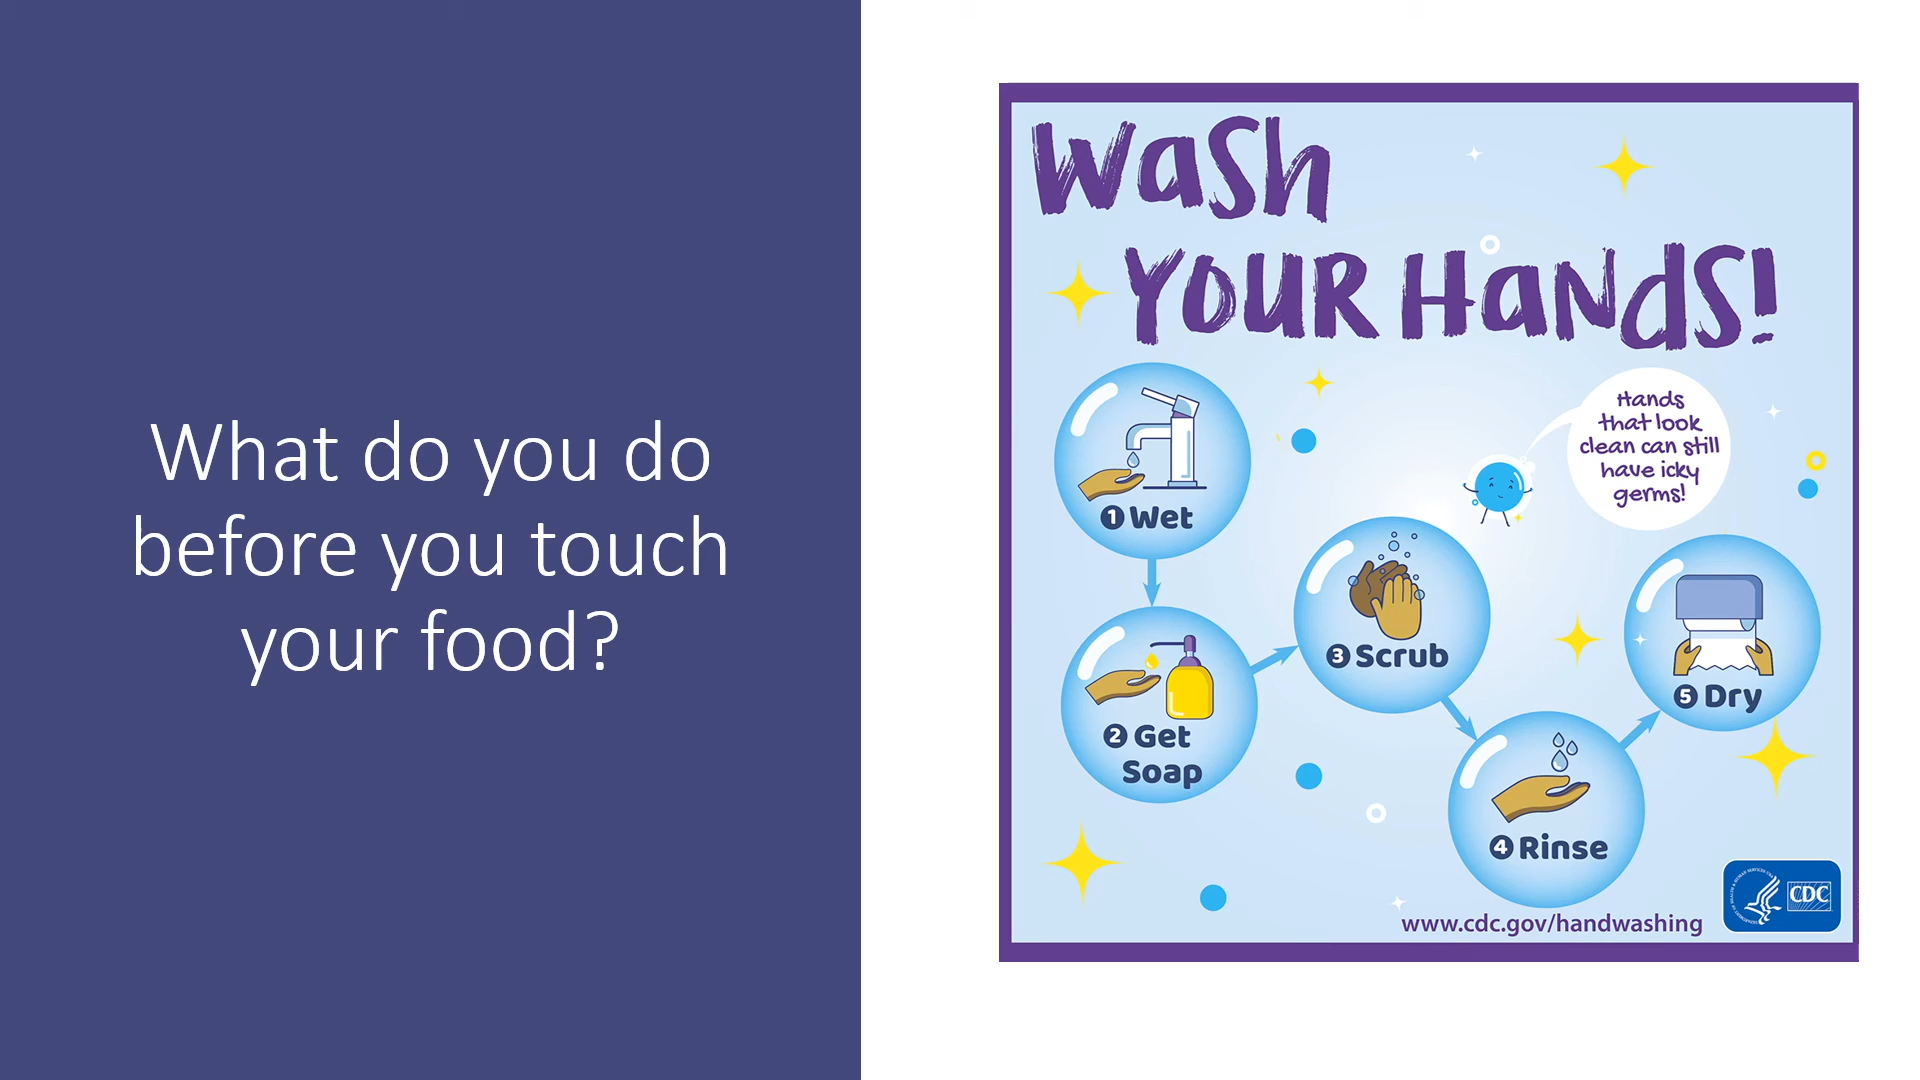 What do you do
before you touch
your food?
Wash
Your Hands!
Hands
that look
clean can still
have icky
germs!
1 Wet
2 Get
Soap
3 Scrub
4 Rinse
5 Dry
www.cdc.gov/handwashing
CDC